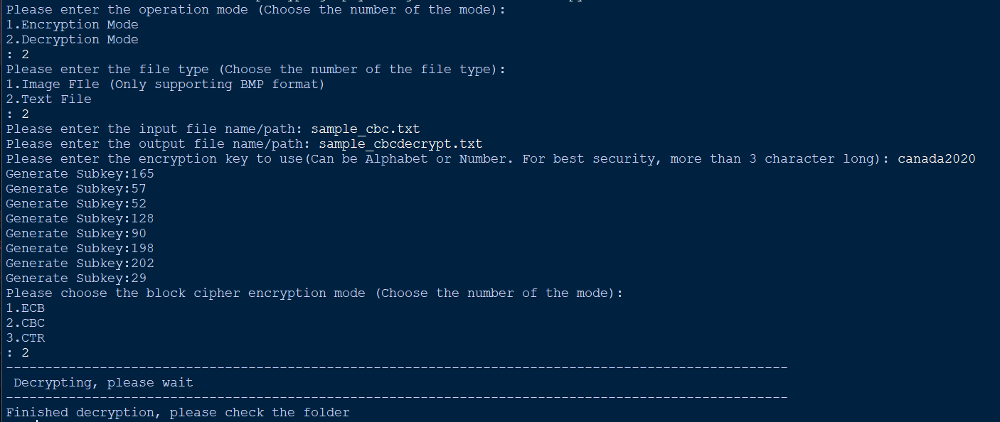 Please enter the operation mode (Choose the number of the mode):
1.Encryption Mode
2.Decryption Mode
: 2
Please enter the file type (Choose the number of the file type):
1.Image FIle (Only supporting BMP format)
2.Text File
: 2
Please enter the input file name/path: sample_cbc.txt
Please enter the output file name/path: sample_cbcdecrypt.txt
Please enter the encryption key to use(Can be Alphabet or Number. For best security, more than 3 character long): canada2020
Generate Subkey:165
Generate Subkey:57
Generate Subkey:52
Generate Subkey:128
Generate Subkey:90
Generate Subkey:198
Generate Subkey:202
Generate Subkey:29
Please choose the block cipher encryption mode (Choose the number of the mode):
1.ECB
2.CBC
3.CTR
: 2
----------------------------------------------------------------------------------------------------
Decrypting, please wait
----------------------------------------------------------------------------------------------------
Finished decryption, please check the folder